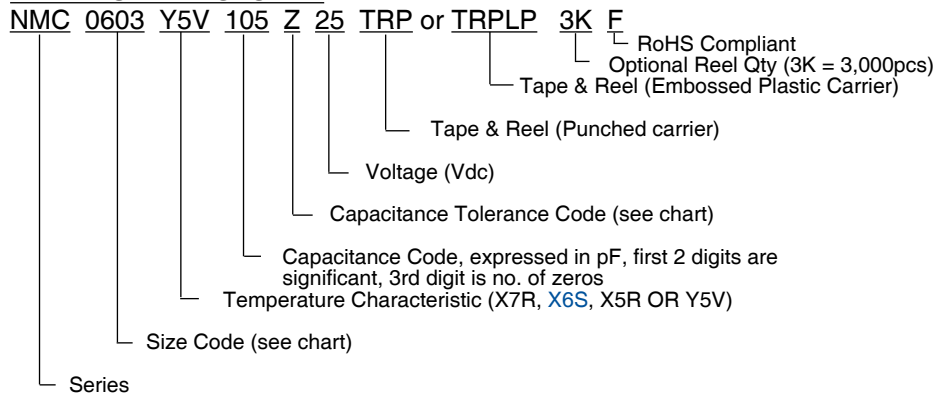 NMC 0603 Y5V 105 Z 25 TRP or TRPLP 3K F
RoHS Compliant
Optional Reel Qty (3K = 3,000pcs)
Tape & Reel (Embossed Plastic Carrier)
Tape & Reel (Punched carrier)
Voltage (Vdc)
Capacitance Tolerance Code (see chart)
Capacitance Code, expressed in pF, first 2 digits are
significant, 3rd digit is no. of zeros
Temperature Characteristic (X7R, X6S, X5R OR Y5V)
Size Code (see chart)
Series